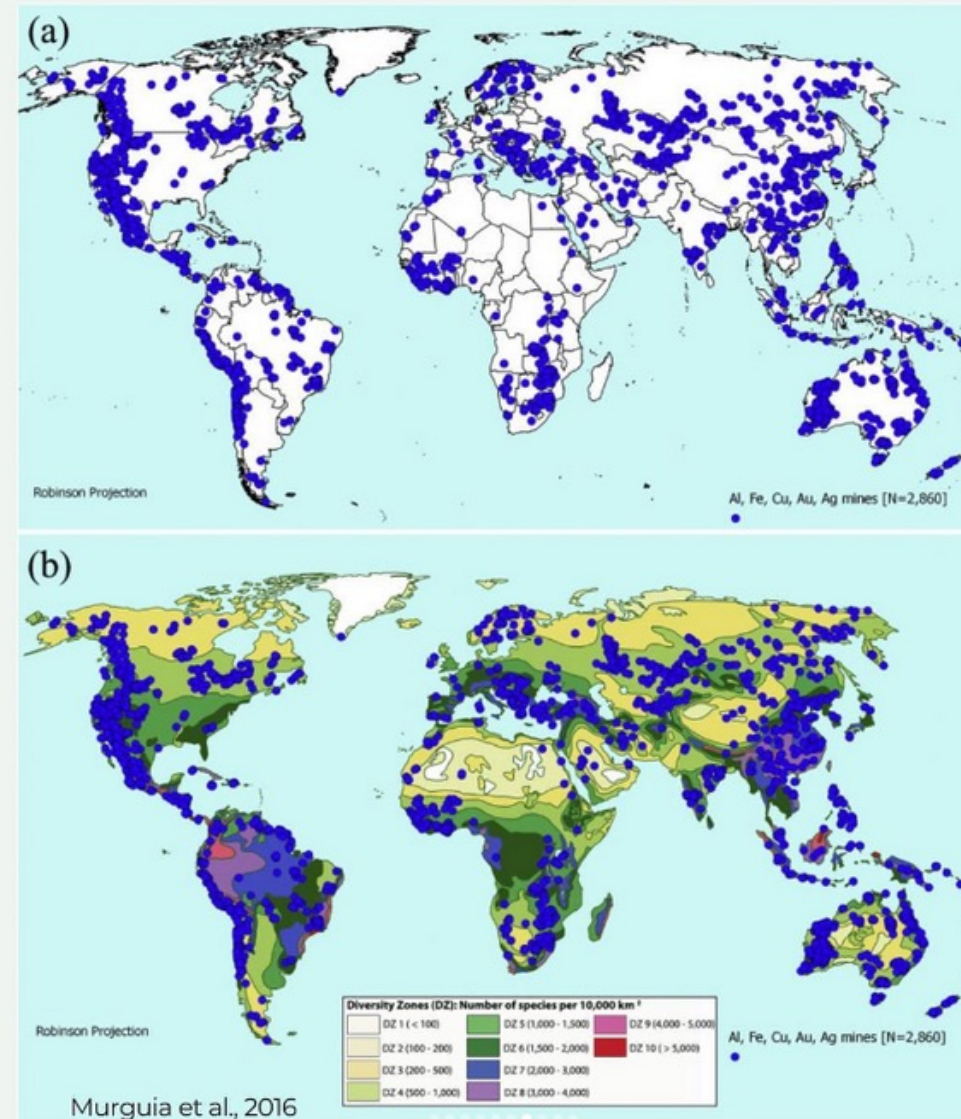 (a)
Robinson Projection
Al, Fe, Cu, Au, Ag mines [N=2,860]
(b)
Diversity Zones (DZ): Number of species per 10,000 km²
DZ 1 (< 100)
DZ 2 (100 - 200)
DZ 3 (200 - 500)
DZ 4 (500 - 1,000)
DZ 5 (1,000 - 1,500)
DZ 6 (1,500 - 2,000)
DZ 7 (2,000 - 3,000)
DZ 8 (3,000 - 4,000)
DZ 9 (4,000 - 5,000)
DZ 10 (> 5,000)
Robinson Projection
Al, Fe, Cu, Au, Ag mines [N=2,860]
Murguia et al., 2016